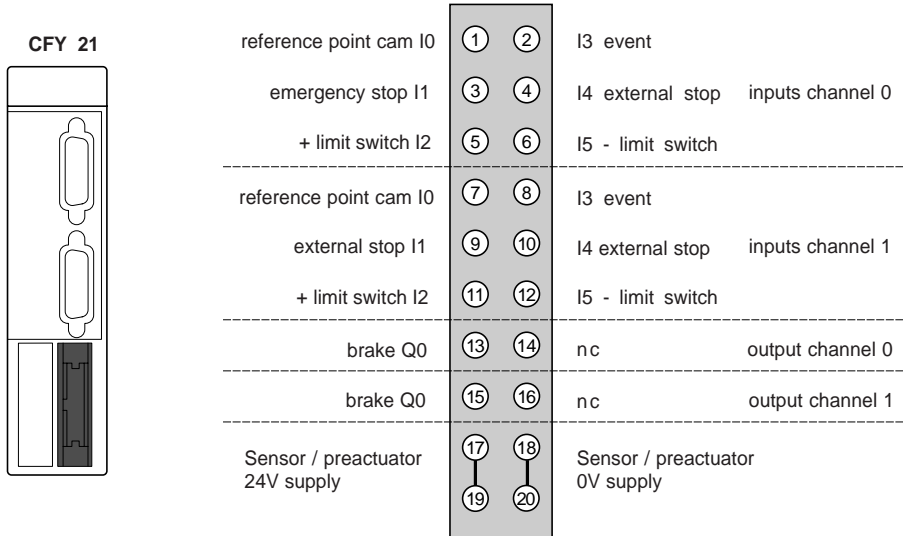 CFY 21
reference point cam I0 1 2 I3 event
emergency stop I1 3 4 I4 external stop inputs channel 0
+ limit switch I2 5 6 I5 - limit switch
reference point cam I0 7 8 I3 event
external stop I1 9 10 I4 external stop inputs channel 1
+ limit switch I2 11 12 I5 - limit switch
brake Q0 13 14 nc output channel 0
brake Q0 15 16 nc output channel 1
Sensor / preactuator 17 18 Sensor / preactuator
24V supply 19 20 0V supply